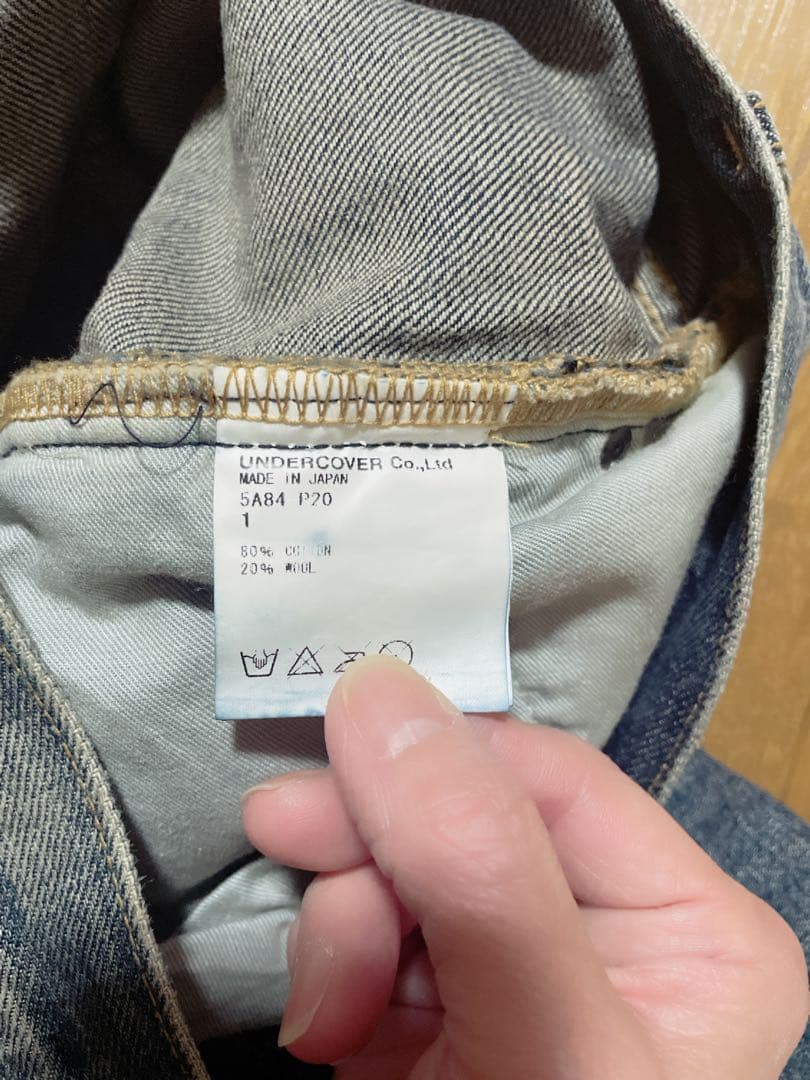 UNDERCOVER Co.,Ltd
MADE IN JAPAN
5A84 P20
1
80% COTTON
20% WOOL